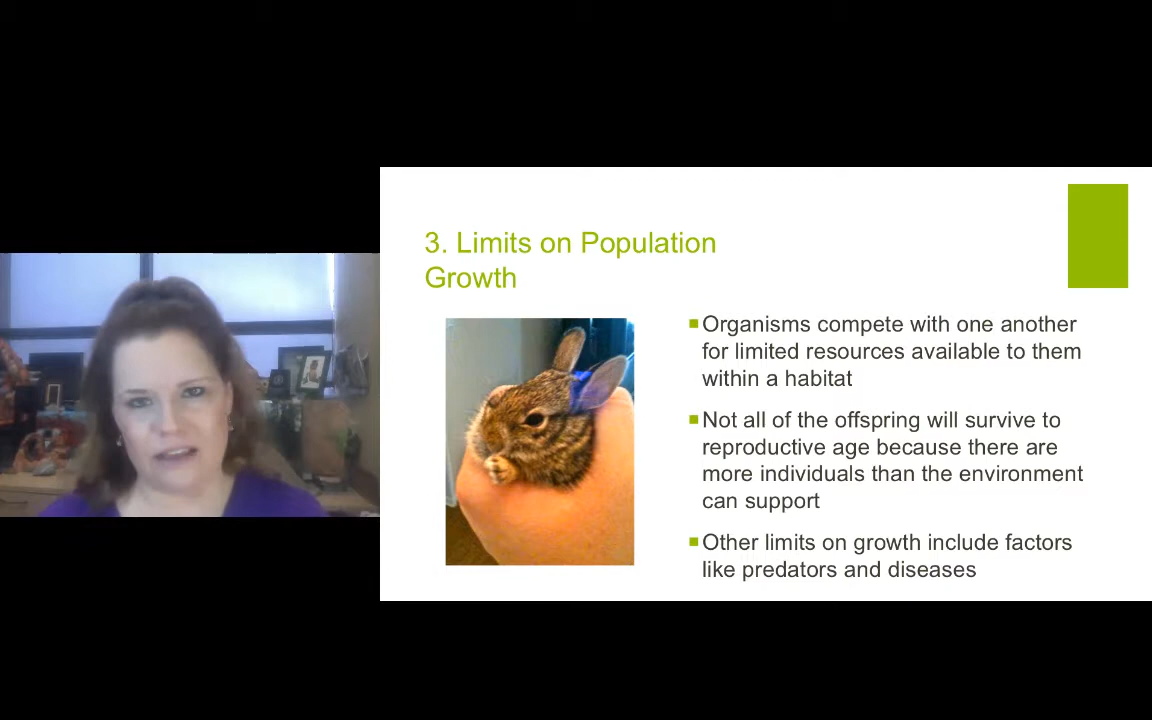 3. Limits on Population
Growth
▪Organisms compete with one another
for limited resources available to them
within a habitat
▪Not all of the offspring will survive to
reproductive age because there are
more individuals than the environment
can support
▪Other limits on growth include factors
like predators and diseases